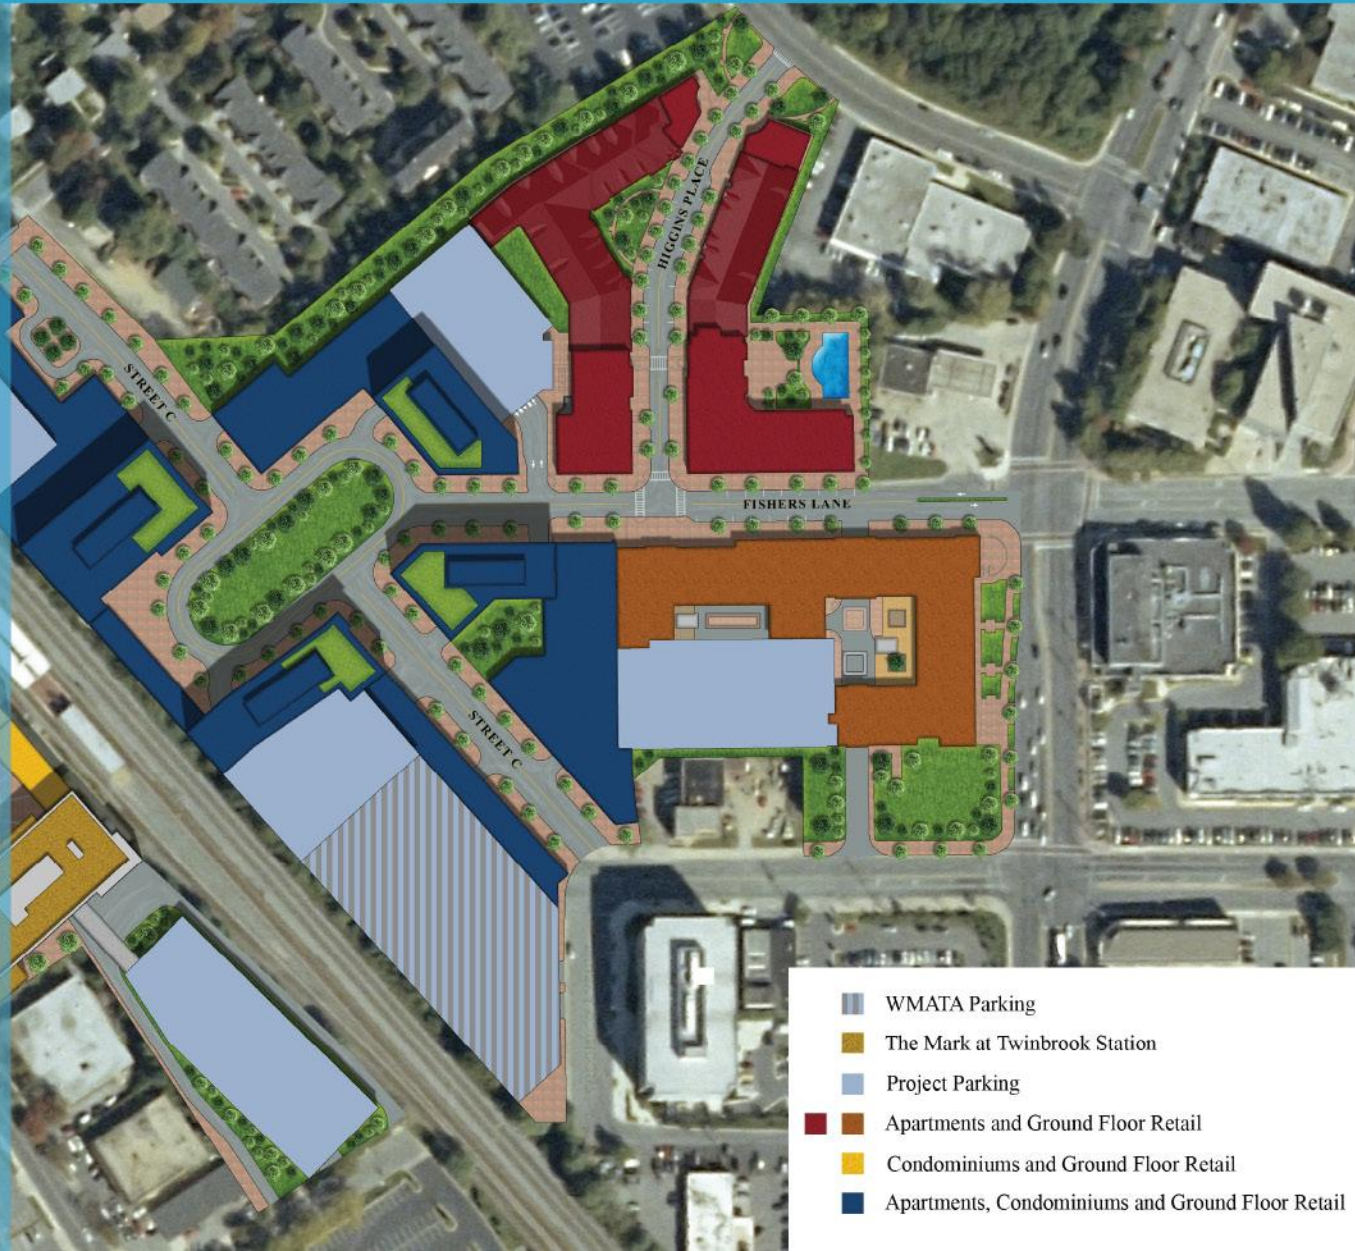 HIGGINS PLACE
STREET C
FISHERS LANE
STREET C
WMATA Parking
The Mark at Twinbrook Station
Project Parking
Apartments and Ground Floor Retail
Condominiums and Ground Floor Retail
Apartments, Condominiums and Ground Floor Retail